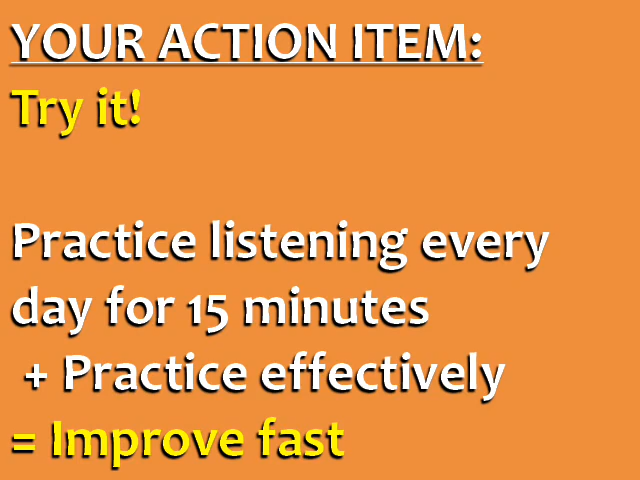 YOUR ACTION ITEM:
Try it!
Practice listening every
day for 15 minutes
+ Practice effectively
= Improve fast